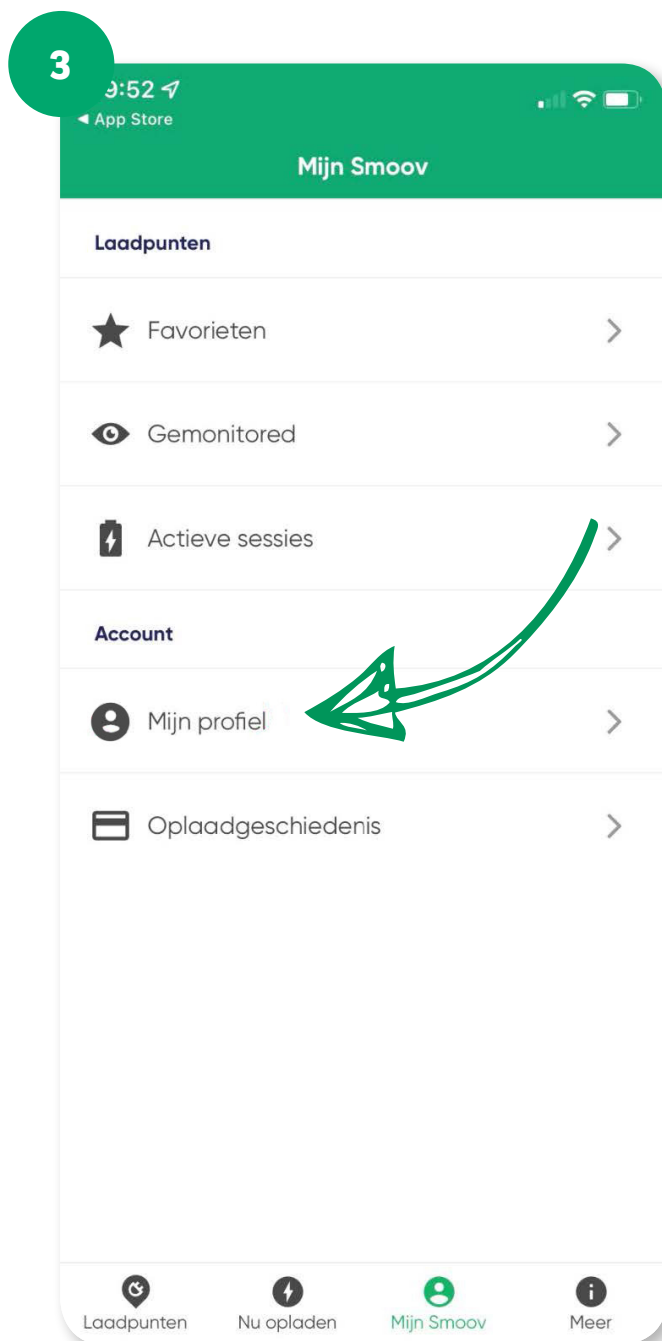 3
9:52
App Store
Mijn Smoov
Laadpunten
Favorieten
Gemonitored
Actieve sessies
Account
Mijn profiel
Oplaadgeschiedenis
Laadpunten
Nu opladen
Mijn Smoov
Meer